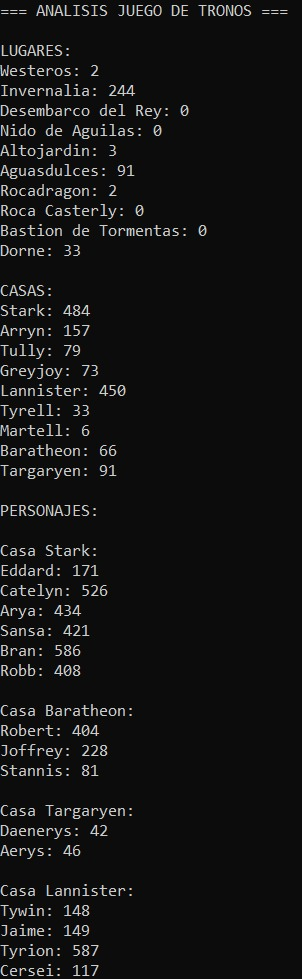 === ANALISIS JUEGO DE TRONOS ===
LUGARES:
Westeros: 2
Invernalia: 244
Desembarco del Rey: 0
Nido de Aguilas: 0
Altojardin: 3
Aguasdulces: 91
Rocadragon: 2
Roca Casterly: 0
Bastion de Tormentas: 0
Dorne: 33
CASAS:
Stark: 484
Arryn: 157
Tully: 79
Greyjoy: 73
Lannister: 450
Tyrell: 33
Martell: 6
Baratheon: 66
Targaryen: 91
PERSONAJES:
Casa Stark:
Eddard: 171
Catelyn: 526
Arya: 434
Sansa: 421
Bran: 586
Robb: 408
Casa Baratheon:
Robert: 404
Joffrey: 228
Stannis: 81
Casa Targaryen:
Daenerys: 42
Aerys: 46
Casa Lannister:
Tywin: 148
Jaime: 149
Tyrion: 587
Cersei: 117